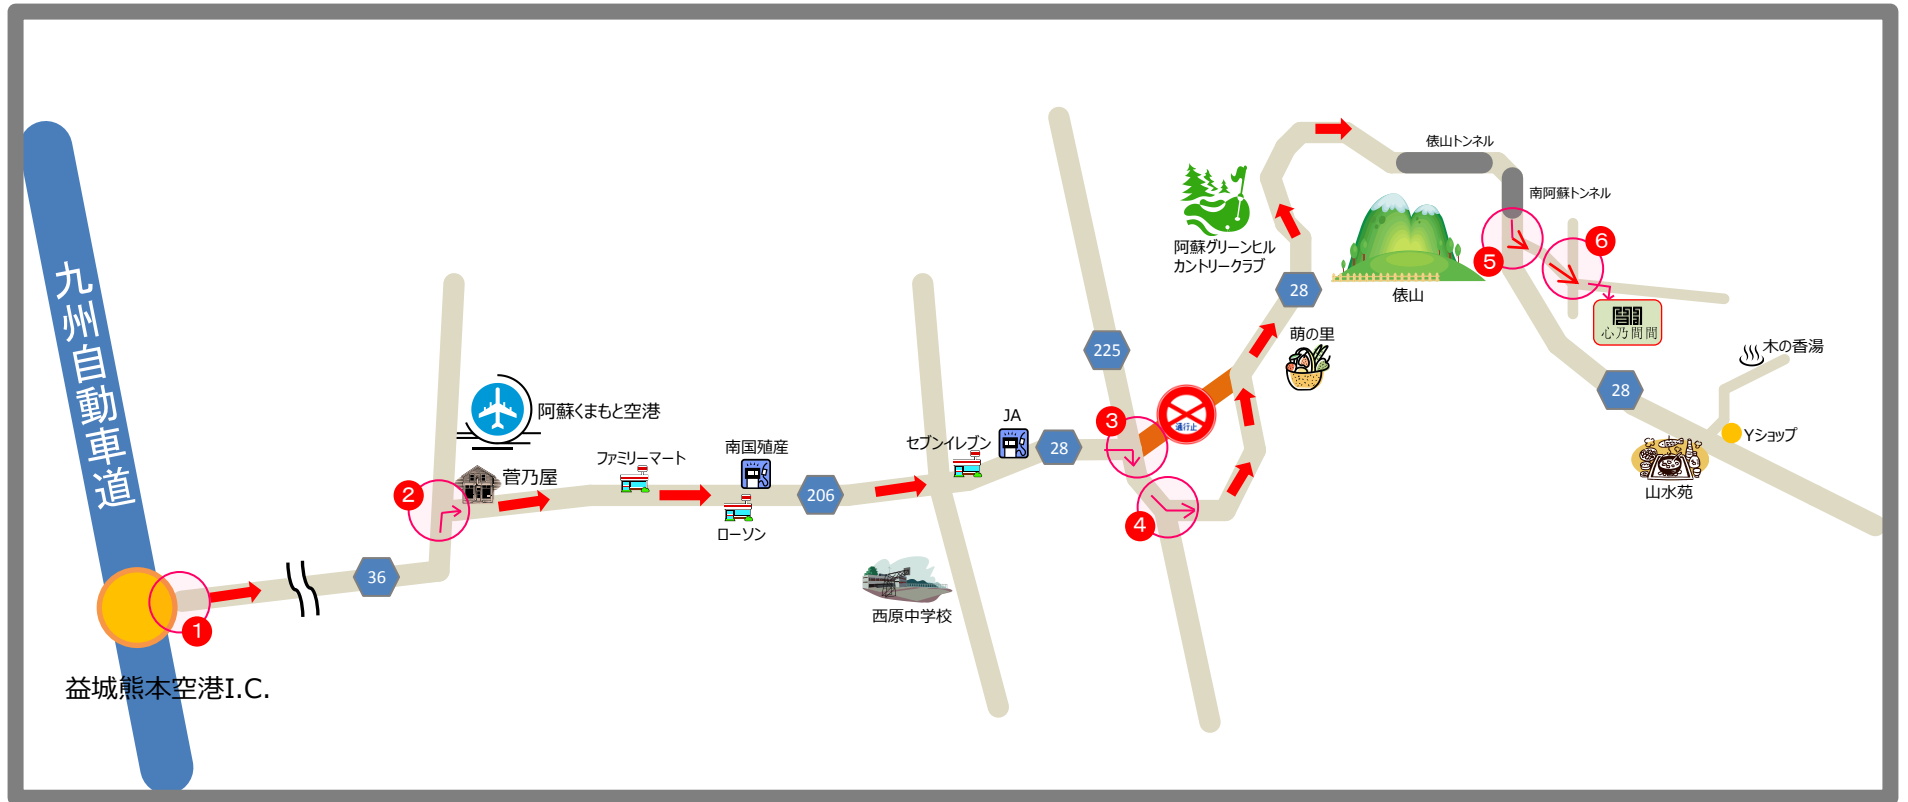 九州自動車道
益城熊本空港I.C.
1
36
2
阿蘇くまもと空港
菅乃屋
ファミリーマート
南国殖産
ローソン
206
セブンイレブン
JA
西原中学校
28
225
3
通行止
4
萌の里
28
阿蘇グリーンヒル
カントリークラブ
俵山
俵山トンネル
南阿蘇トンネル
5
6
心乃間間
28
木の香湯
Yショップ
山水苑